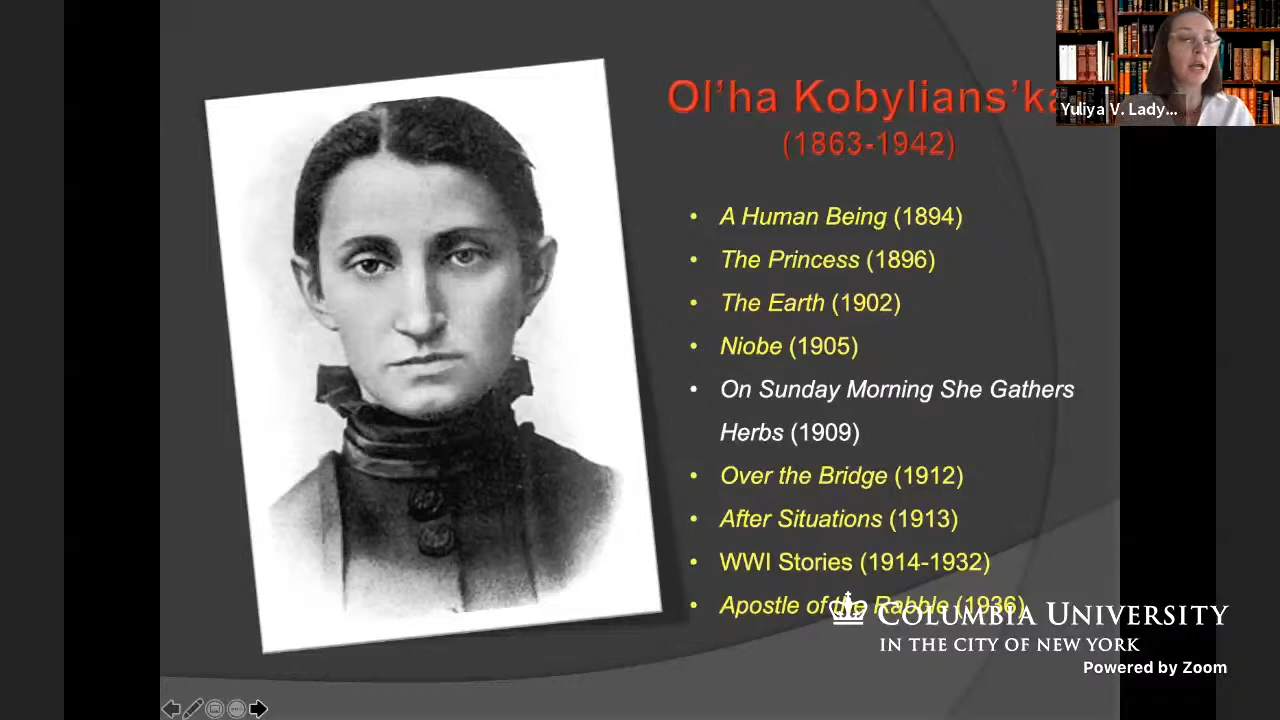 Ol’ha Kobylians’ka
(1863-1942)
Yuliya V. Lady...
• A Human Being (1894)
• The Princess (1896)
• The Earth (1902)
• Niobe (1905)
• On Sunday Morning She Gathers
Herbs (1909)
• Over the Bridge (1912)
• After Situations (1913)
• WWI Stories (1914-1932)
• Apostle of the Rabble (1936)
COLUMBIA UNIVERSITY
IN THE CITY OF NEW YORK
Powered by Zoom